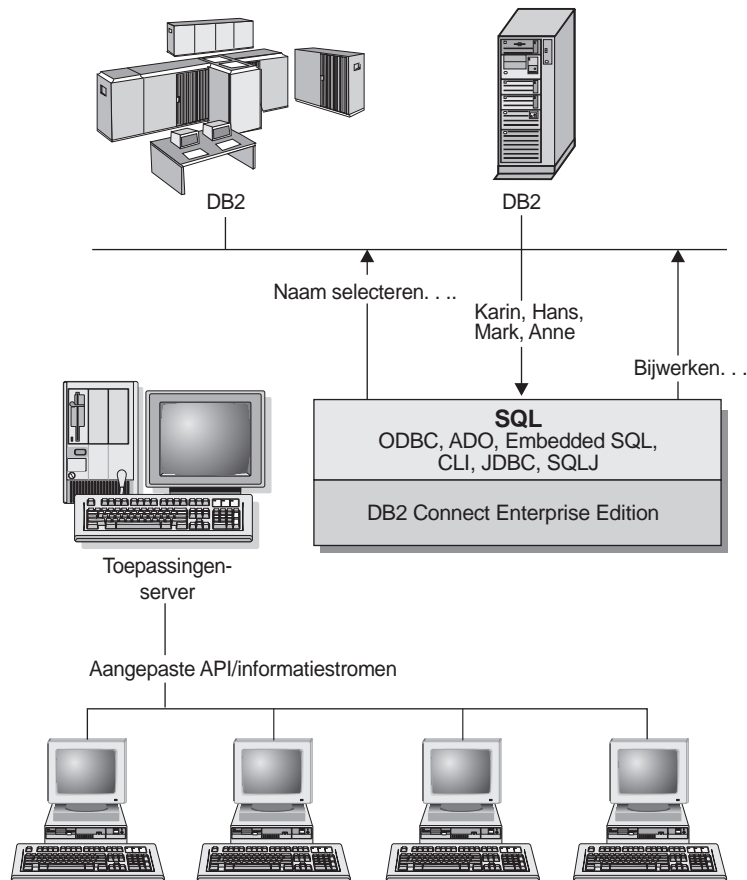 DB2
DB2
Naam selecteren. . ..
Karin, Hans,
Mark, Anne
Bijwerken. . .
SQL
ODBC, ADO, Embedded SQL,
CLI, JDBC, SQLJ
DB2 Connect Enterprise Edition
Toepassingen-
server
Aangepaste API/informatiestromen